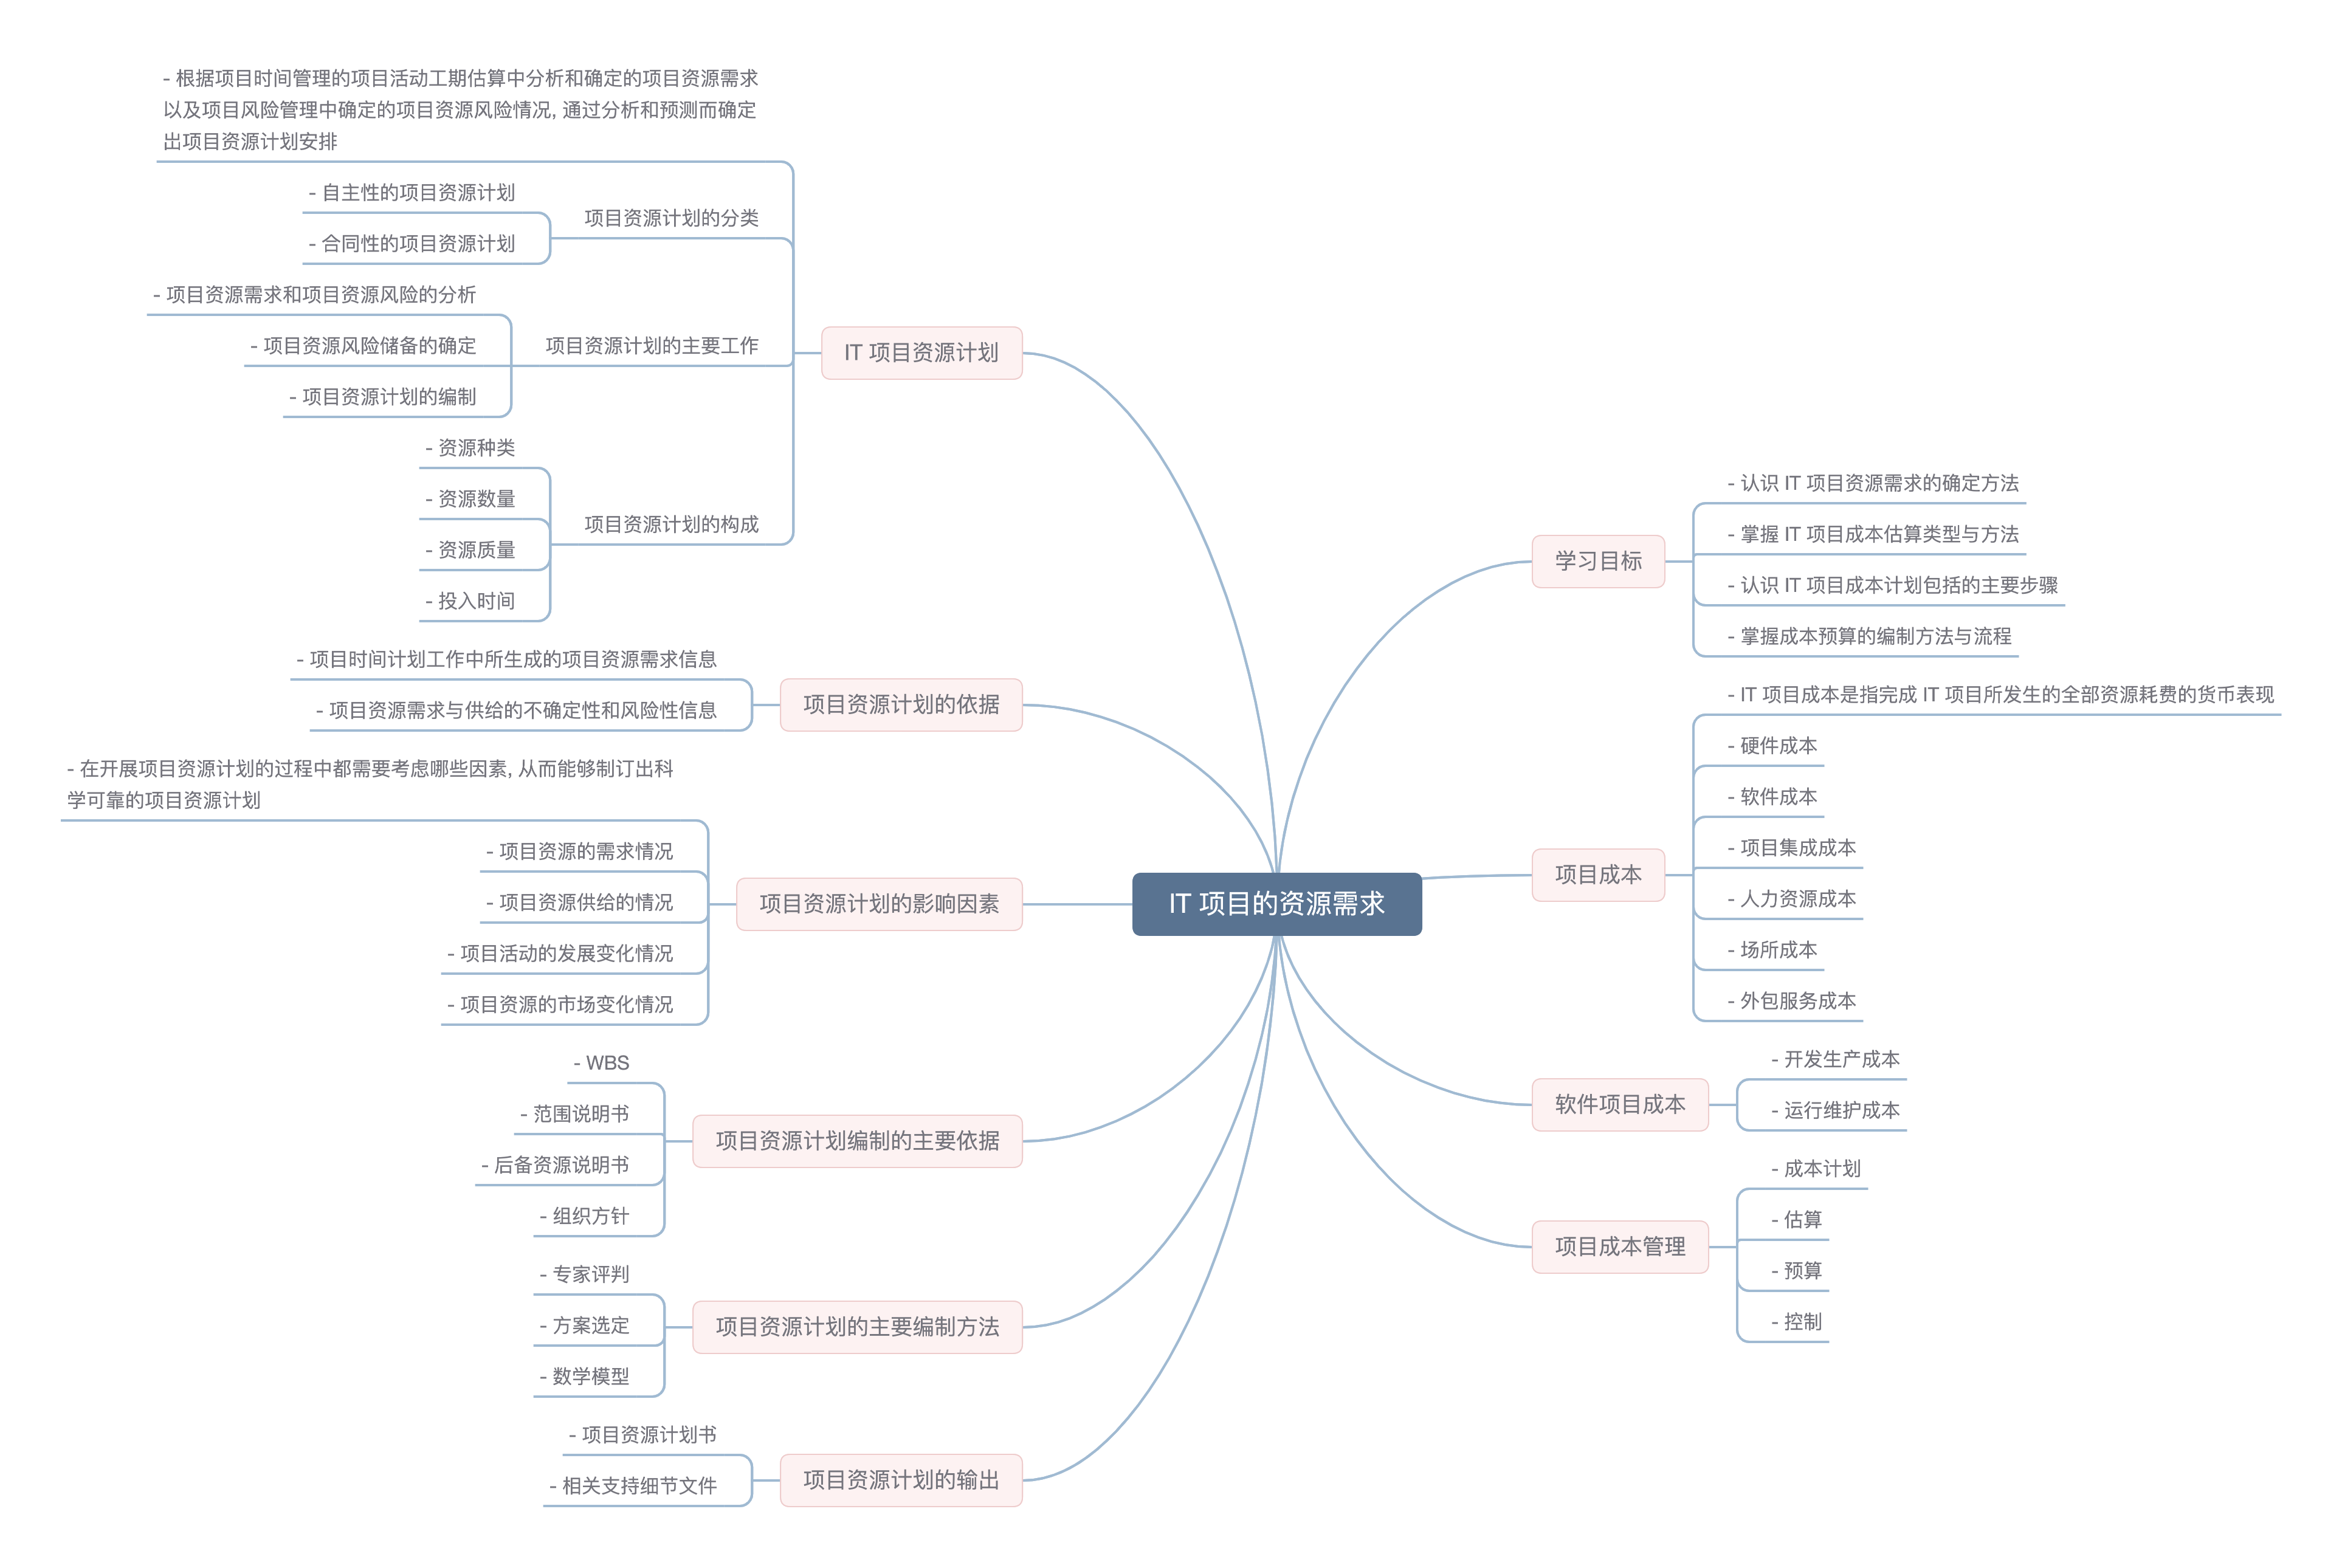 IT 项目的资源需求
学习目标
- 认识 IT 项目资源需求的确定方法
- 掌握 IT 项目成本估算类型与方法
- 认识 IT 项目成本计划包括的主要步骤
- 掌握成本预算的编制方法与流程
项目成本
- IT 项目成本是指完成 IT 项目所发生的全部资源耗费的货币表现
- 硬件成本
- 软件成本
- 项目集成成本
- 人力资源成本
- 场所成本
- 外包服务成本
软件项目成本
- 开发生产成本
- 运行维护成本
项目成本管理
- 成本计划
- 估算
- 预算
- 控制
IT 项目资源计划
- 根据项目时间管理的项目活动工期估算中分析和确定的项目资源需求
以及项目风险管理中确定的项目资源风险情况, 通过分析和预测而确定
出项目资源计划安排
项目资源计划的分类
- 自主性的项目资源计划
- 合同性的项目资源计划
项目资源计划的主要工作
- 项目资源需求和项目资源风险的分析
- 项目资源风险储备的确定
- 项目资源计划的编制
项目资源计划的构成
- 资源种类
- 资源数量
- 资源质量
- 投入时间
项目资源计划的依据
- 项目时间计划工作中所生成的项目资源需求信息
- 项目资源需求与供给的不确定性和风险性信息
项目资源计划的影响因素
- 在开展项目资源计划的过程中都需要考虑哪些因素, 从而能够制订出科
学可靠的项目资源计划
- 项目资源的需求情况
- 项目资源供给的情况
- 项目活动的发展变化情况
- 项目资源的市场变化情况
项目资源计划编制的主要依据
- WBS
- 范围说明书
- 后备资源说明书
- 组织方针
项目资源计划的主要编制方法
- 专家评判
- 方案选定
- 数学模型
项目资源计划的输出
- 项目资源计划书
- 相关支持细节文件